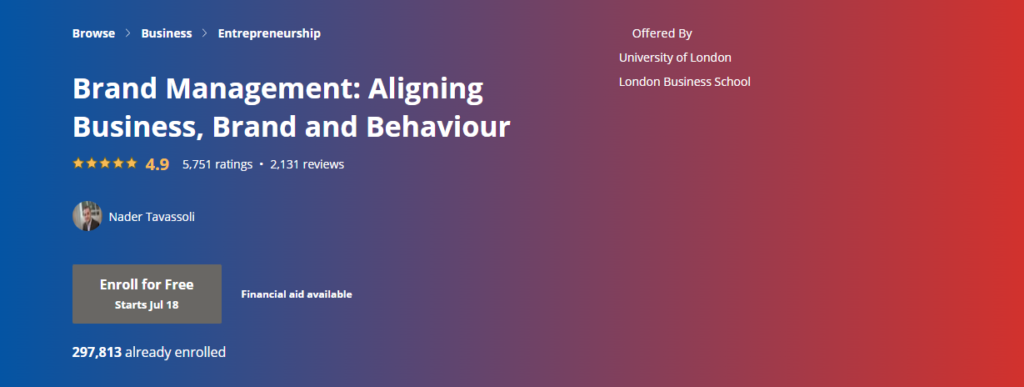 Browse > Business > Entrepreneurship
Offered By
University of London
London Business School
Brand Management: Aligning
Business, Brand and Behaviour
4.9 5,751 ratings • 2,131 reviews
Nader Tavassoli
Enroll for Free
Starts Jul 18
Financial aid available
297,813 already enrolled